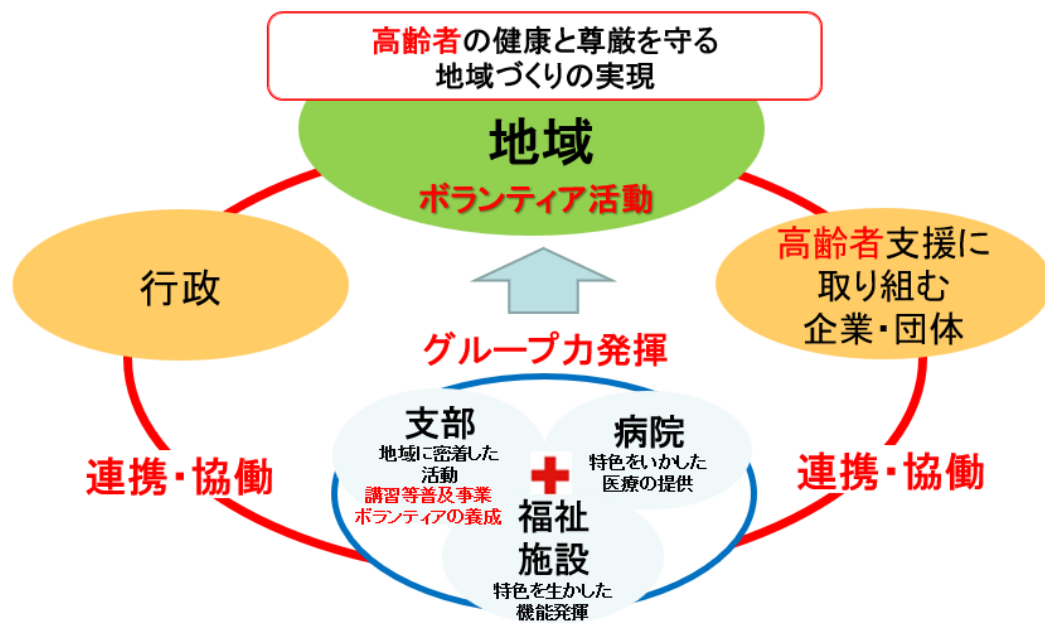 高齢者の健康と尊厳を守る
地域づくりの実現
地域
ボランティア活動
行政
高齢者支援に
取り組む
企業・団体
グループ力発揮
連携・協働
連携・協働
支部
地域に密着した
活動
講習等普及事業
ボランティアの養成
病院
特色をいかした
医療の提供
福祉
施設
特色を生かした
機能発揮